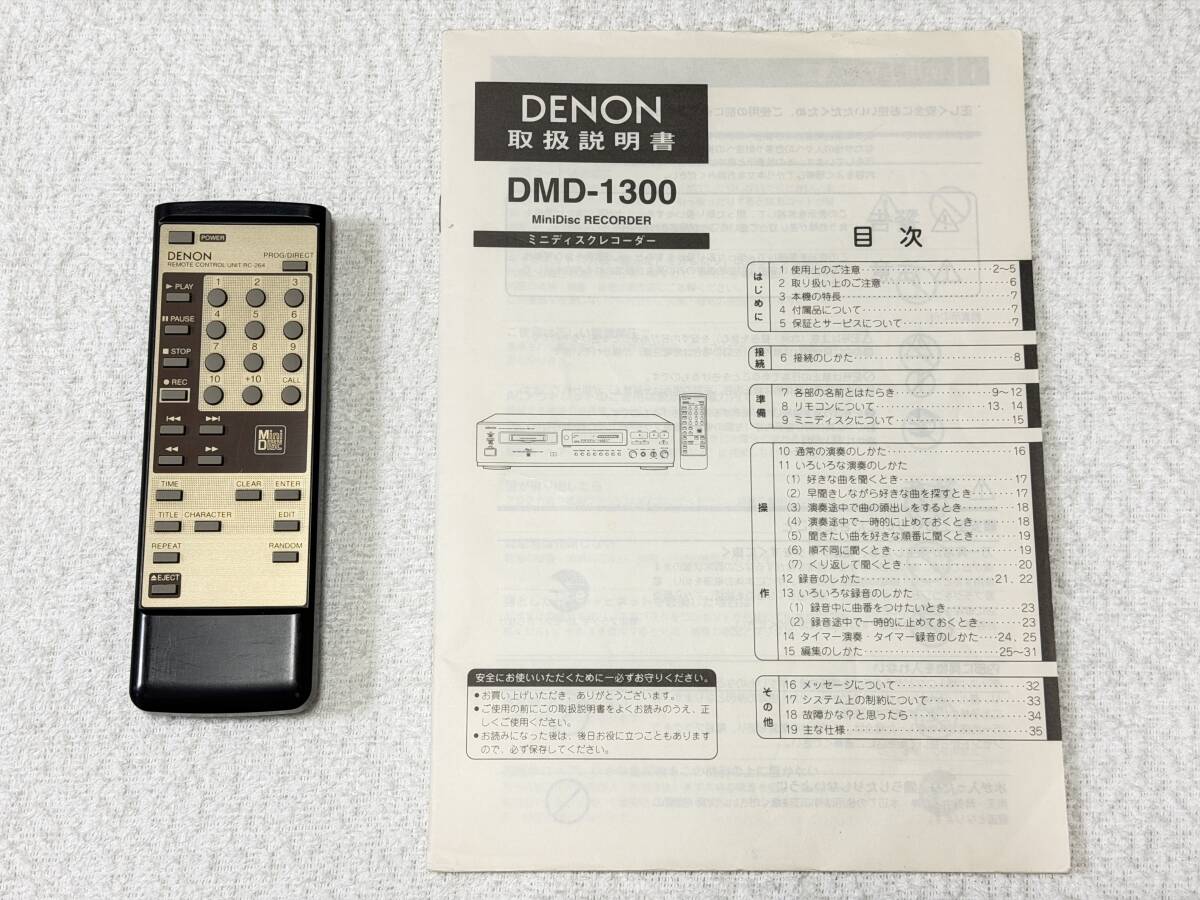 POWER
DENON
REMOTE CONTROL UNIT RC-264
PROG/DIRECT
▶ PLAY
1 2 3
❚❚ PAUSE
4 5 6
■ STOP
7 8 9
● REC
10 +10 CALL
|◀◀ ▶▶|
Mini
DISC
◀◀ ▶▶
TIME CLEAR ENTER
TITLE CHARACTER EDIT
REPEAT RANDOM
⏏EJECT
DENON
取扱説明書
DMD-1300
MiniDisc RECORDER
ミニディスクレコーダー
目 次
はじめに
1 使用上のご注意 2〜5
2 取り扱い上のご注意 6
3 本機の特長 7
4 付属品について 7
5 保証とサービスについて 7
接続
6 接続のしかた 8
準備
7 各部の名前とはたらき 9〜12
8 リモコンについて 13, 14
9 ミニディスクについて 15
操作
10 通常の演奏のしかた 16
11 いろいろな演奏のしかた
(1) 好きな曲を聞くとき 17
(2) 早聞きしながら好きな曲を探すとき 17
(3) 演奏途中で曲の頭出しをするとき 18
(4) 演奏途中で一時的に止めておくとき 18
(5) 聞きたい曲を好きな順番に聞くとき 19
(6) 順不同に聞くとき 19
(7) くり返して聞くとき 20
12 録音のしかた 21, 22
13 いろいろな録音のしかた
(1) 録音中に曲番をつけたいとき 23
(2) 録音途中で一時的に止めておくとき 23
14 タイマー演奏・タイマー録音のしかた 24, 25
15 編集のしかた 25〜31
その他
16 メッセージについて 32
17 システム上の制約について 33
18 故障かな？と思ったら 34
19 主な仕様 35
安全にお使いいただくために―必ずお守りください。
● お買い上げいただき、ありがとうございます。
● ご使用の前にこの取扱説明書をよくお読みのうえ、正
しくご使用ください。
● お読みになった後は、後日お役に立つこともあります
ので、必ず保存してください。